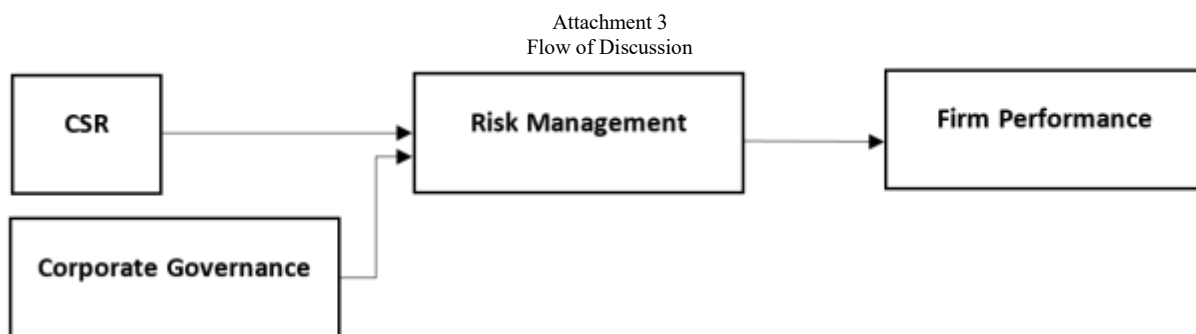 Attachment 3
Flow of Discussion
CSR
Risk Management
Firm Performance
Corporate Governance